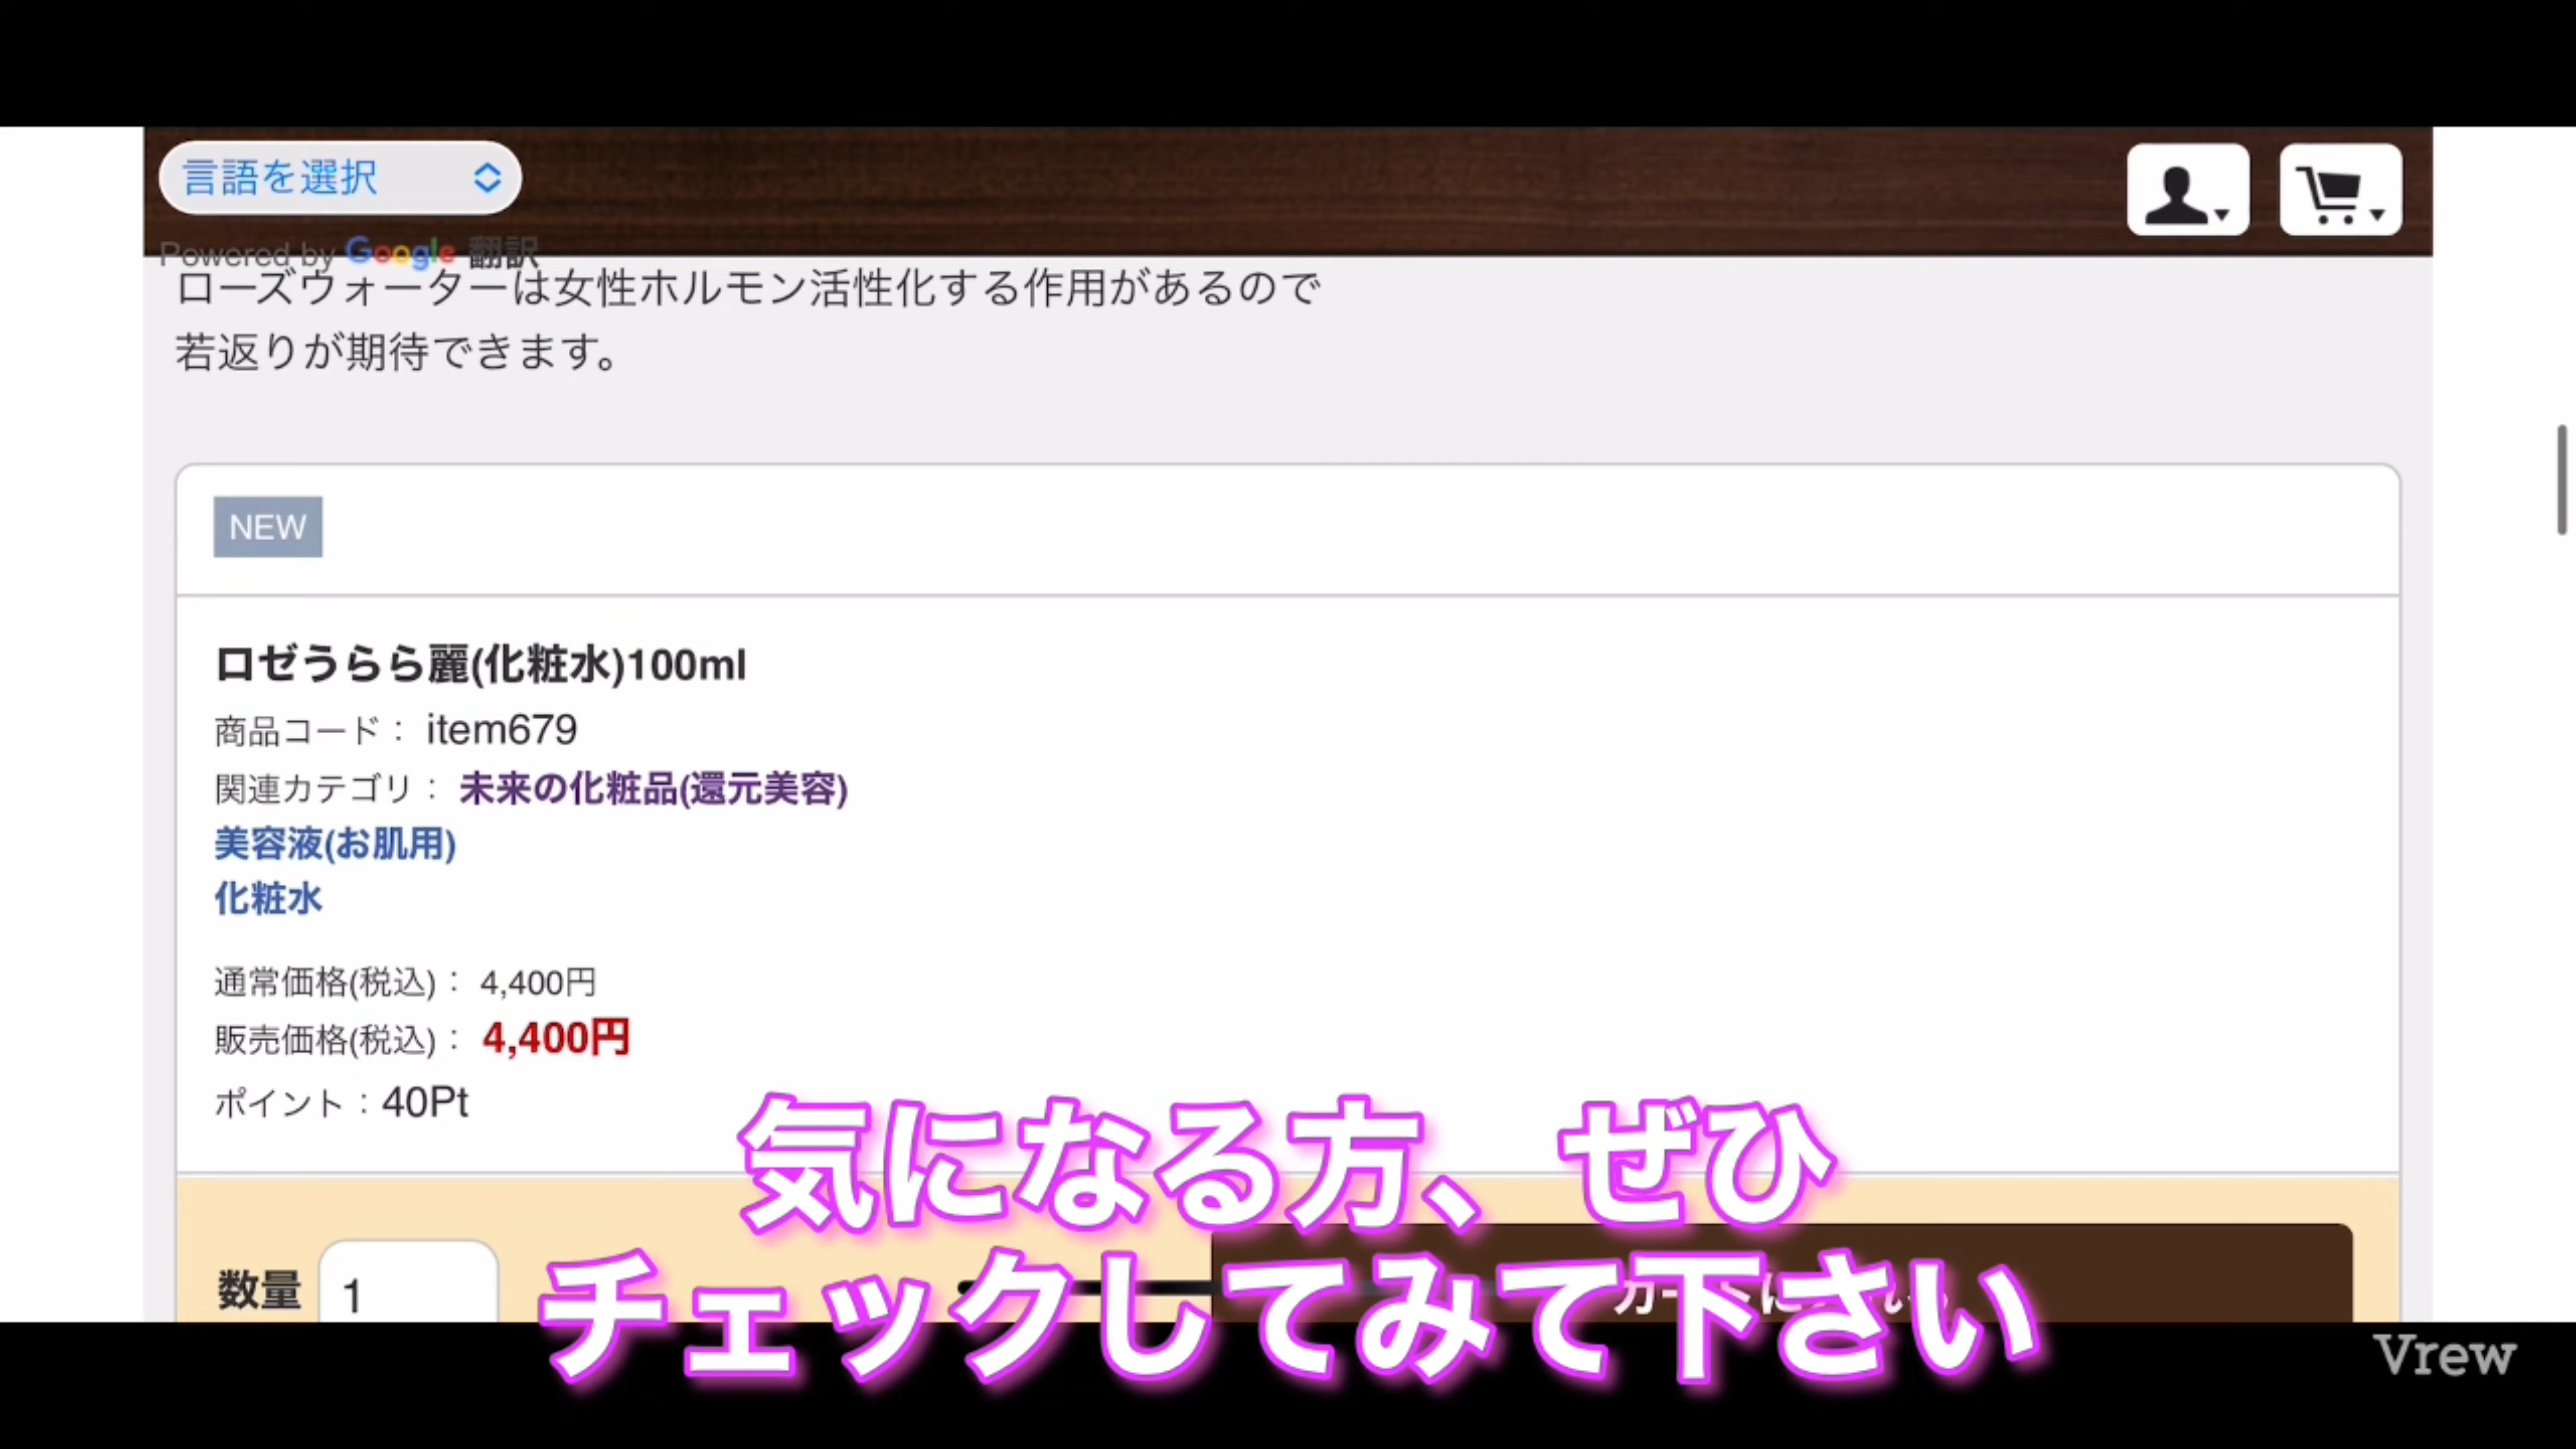 言語を選択
Powered by Google 翻訳
ローズウォーターは女性ホルモン活性化する作用があるので
若返りが期待できます。
NEW
ロゼうらら麗(化粧水)100ml
商品コード： item679
関連カテゴリ： 未来の化粧品(還元美容)
美容液(お肌用)
化粧水
通常価格(税込)： 4,400円
販売価格(税込)： 4,400円
ポイント：40Pt
気になる方、ぜひ
数量 1
チェックしてみて下さい
Vrew